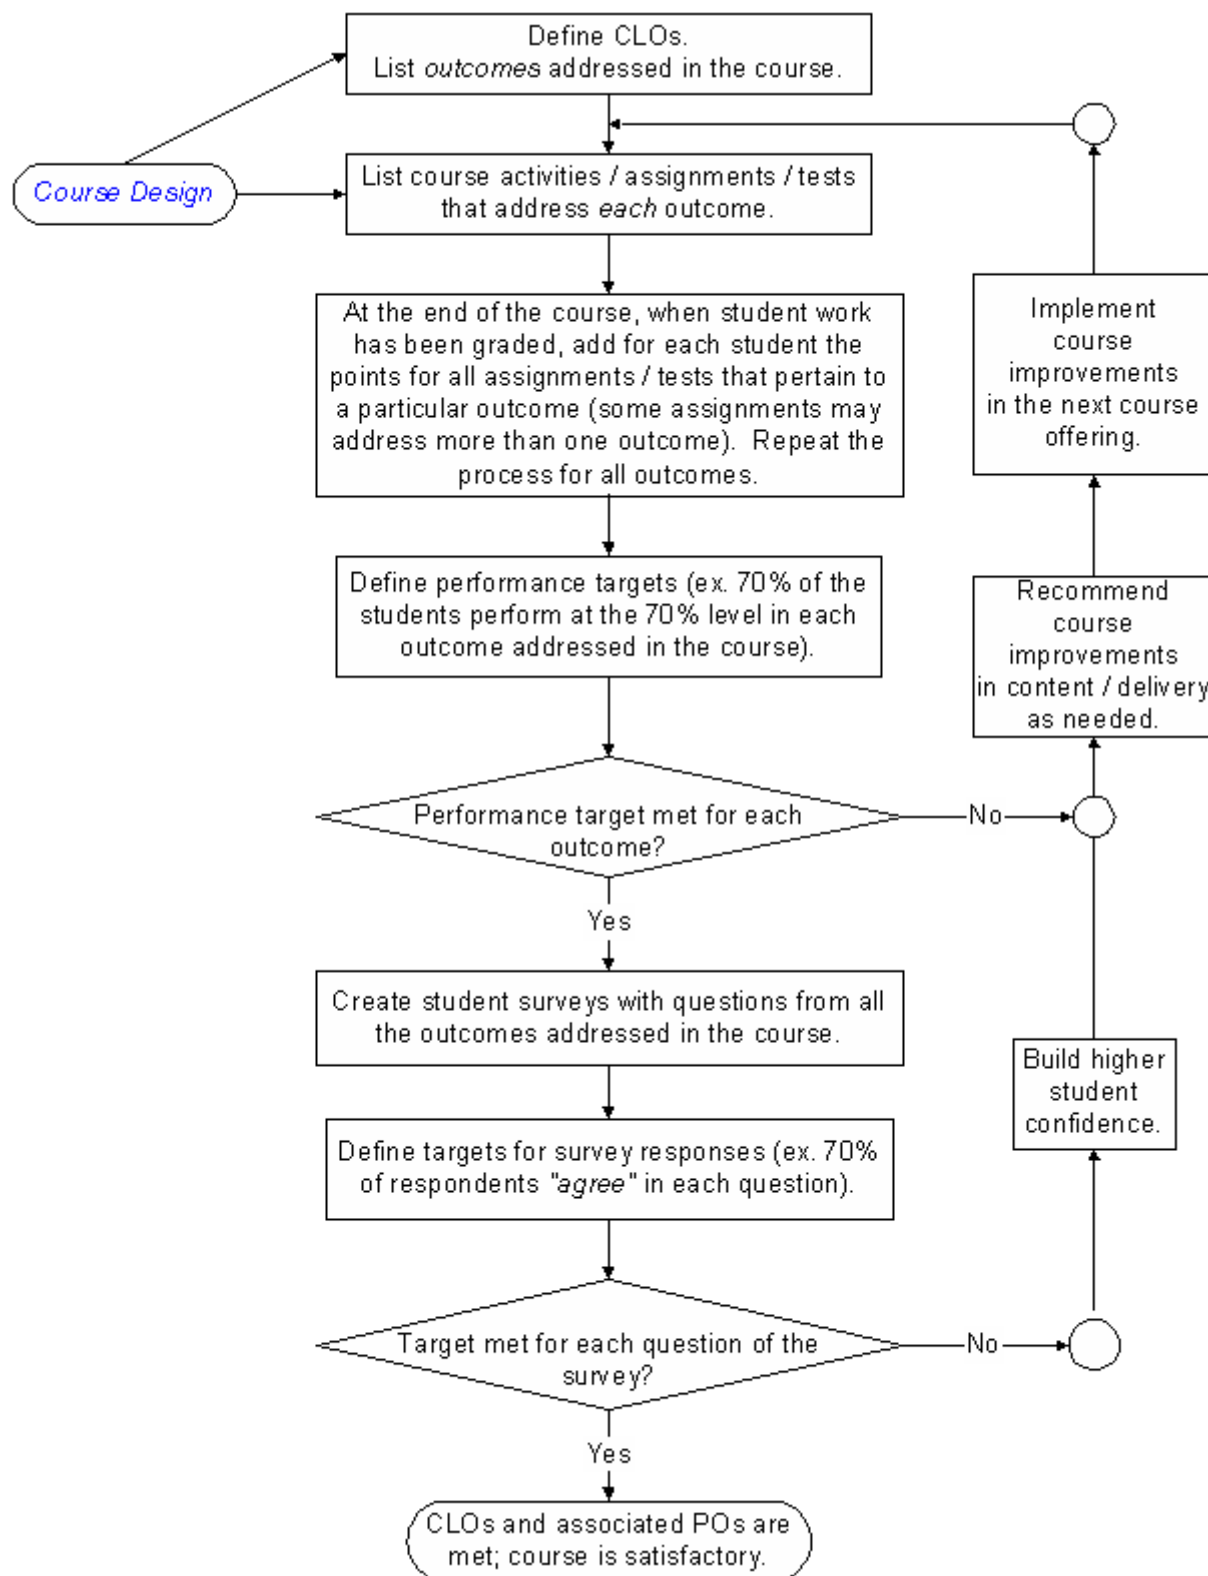 Define CLOs.
List outcomes addressed in the course.
Course Design
List course activities / assignments / tests
that address each outcome.
At the end of the course, when student work
has been graded, add for each student the
points for all assignments / tests that pertain to
a particular outcome (some assignments may
address more than one outcome). Repeat the
process for all outcomes.
Define performance targets (ex. 70% of the
students perform at the 70% level in each
outcome addressed in the course).
Performance target met for each
outcome?
No
Yes
Create student surveys with questions from all
the outcomes addressed in the course.
Define targets for survey responses (ex. 70%
of respondents "agree" in each question).
Target met for each question of the
survey?
No
Yes
CLOs and associated POs are
met; course is satisfactory.
Build higher
student
confidence.
Recommend
course
improvements
in content / delivery
as needed.
Implement
course
improvements
in the next course
offering.